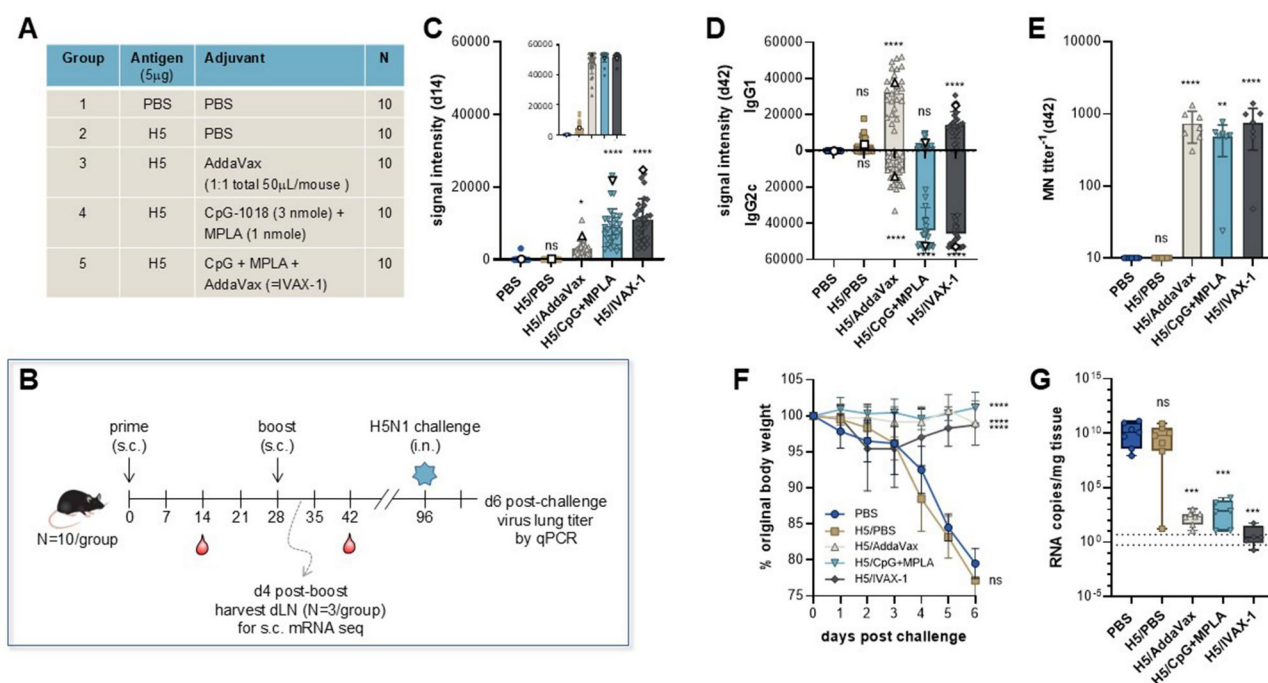 A
Group Antigen (5µg) Adjuvant N
1 PBS PBS 10
2 H5 PBS 10
3 H5 AddaVax (1:1 total 50µL/mouse ) 10
4 H5 CpG-1018 (3 nmole) + MPLA (1 nmole) 10
5 H5 CpG + MPLA + AddaVax (=IVAX-1) 10
B
prime (s.c.)
boost (s.c.)
H5N1 challenge (i.n.)
N=10/group
0 7 14 21 28 35 42 96
d6 post-challenge
virus lung titer
by qPCR
d4 post-boost
harvest dLN (N=3/group)
for s.c. mRNA seq
C
signal intensity (d14)
60000
40000
20000
0
60000
40000
20000
0
ns * **** ****
PBS
H5/PBS
H5/AddaVax
H5/CpG+MPLA
H5/IVAX-1
D
signal intensity (d42)
IgG2c IgG1
60000
50000
40000
30000
20000
10000
0
10000
20000
30000
40000
50000
60000
ns **** ns ****
ns **** **** ****
PBS
H5/PBS
H5/AddaVax
H5/CpG+MPLA
H5/IVAX-1
E
MN titer-1 (d42)
10000
1000
100
10
ns **** ** ****
PBS
H5/PBS
H5/AddaVax
H5/CpG+MPLA
H5/IVAX-1
F
% original body weight
105
100
95
90
85
80
75
PBS
H5/PBS
H5/AddaVax
H5/CpG+MPLA
H5/IVAX-1
****
****
****
ns
0 1 2 3 4 5 6
days post challenge
G
RNA copies/mg tissue
10^15
10^10
10^5
10^0
10^-5
ns *** *** ***
PBS
H5/PBS
H5/AddaVax
H5/CpG+MPLA
H5/IVAX-1